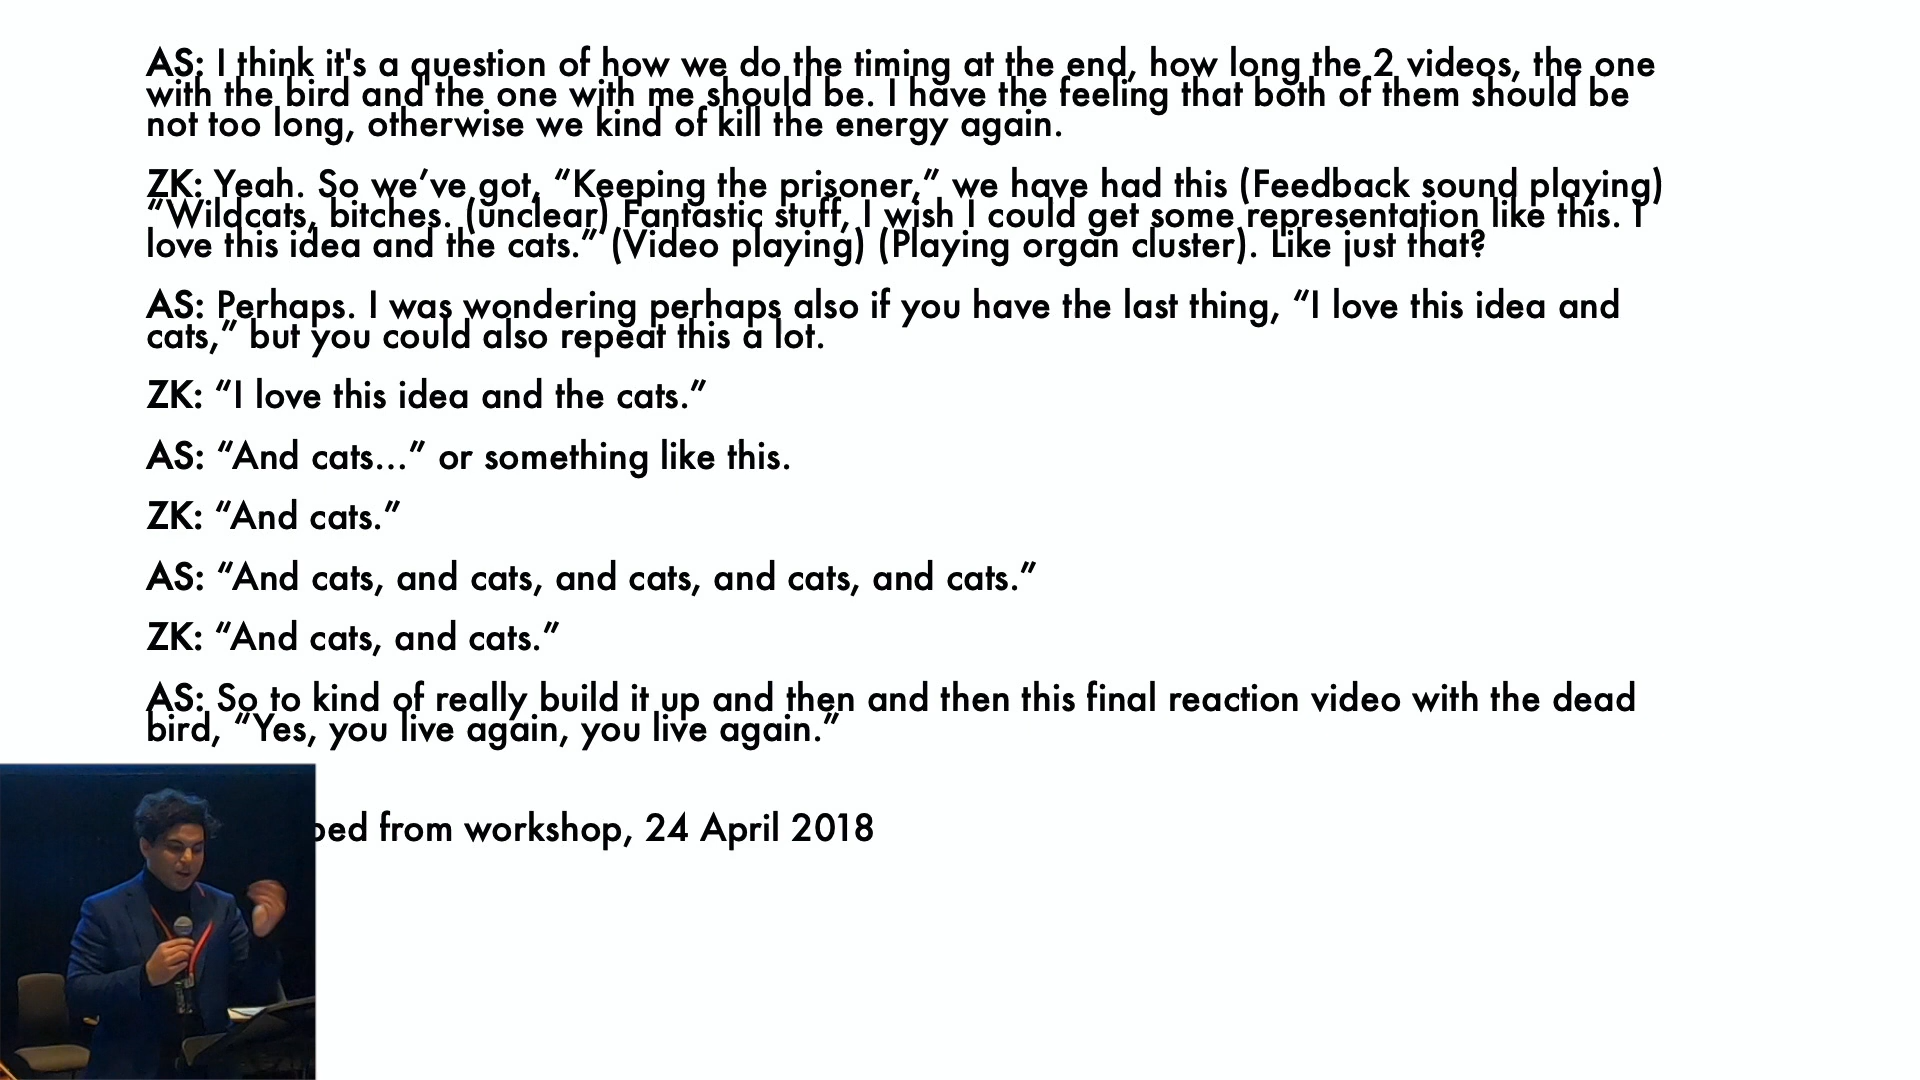 AS: I think it's a question of how we do the timing at the end, how long the 2 videos, the one
with the bird and the one with me should be. I have the feeling that both of them should be
not too long, otherwise we kind of kill the energy again.
ZK: Yeah. So we’ve got, “Keeping the prisoner,” we have had this (Feedback sound playing)
“Wildcats, bitches. (unclear) Fantastic stuff, I wish I could get some representation like this. I
love this idea and the cats.” (Video playing) (Playing organ cluster). Like just that?
AS: Perhaps. I was wondering perhaps also if you have the last thing, “I love this idea and
cats,” but you could also repeat this a lot.
ZK: “I love this idea and the cats.”
AS: “And cats…” or something like this.
ZK: “And cats.”
AS: “And cats, and cats, and cats, and cats, and cats.”
ZK: “And cats, and cats.”
AS: So to kind of really build it up and then and then this final reaction video with the dead
bird, “Yes, you live again, you live again.”
from workshop, 24 April 2018